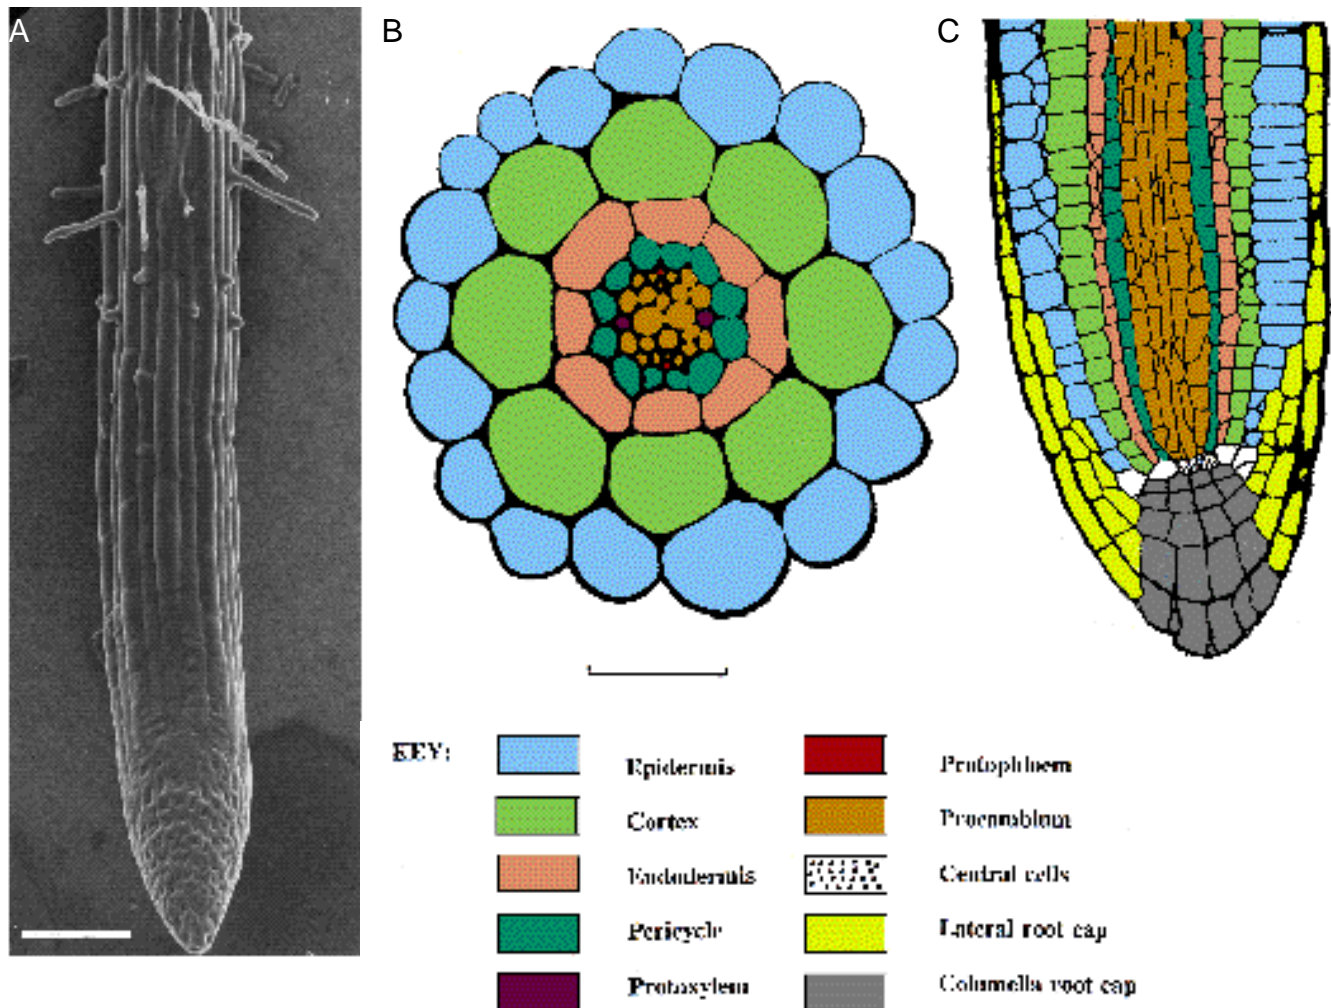 A
B
C
KEY:
Epidermis
Protophloem
Cortex
Procambium
Endodermis
Central cells
Pericycle
Lateral root cap
Protoxylem
Columella root cap